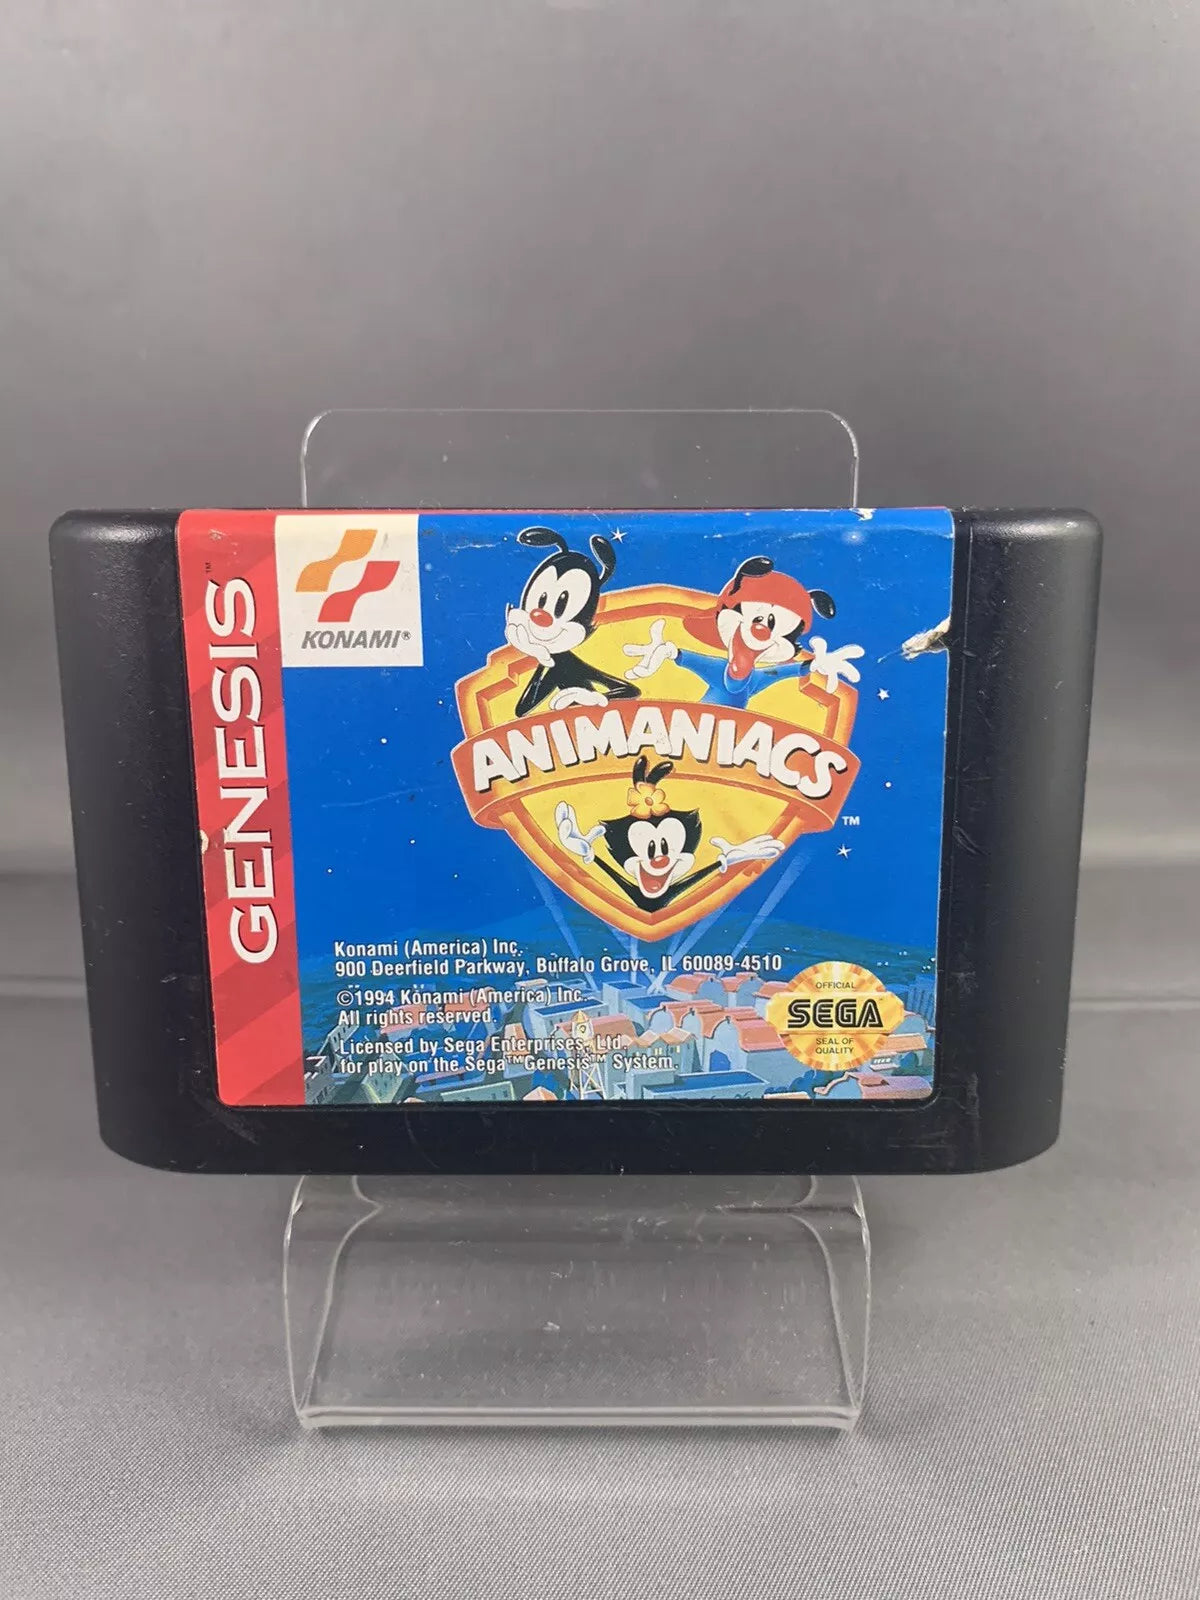 GENESIS™
KONAMI®
ANIMANIACS
™
Konami (America) Inc.
900 Deerfield Parkway, Buffalo Grove, IL 60089-4510
©1994 Konami (America) Inc.
All rights reserved.
Licensed by Sega Enterprises, Ltd.
for play on the Sega™ Genesis™ System.
OFFICIAL
SEGA
SEAL OF
QUALITY